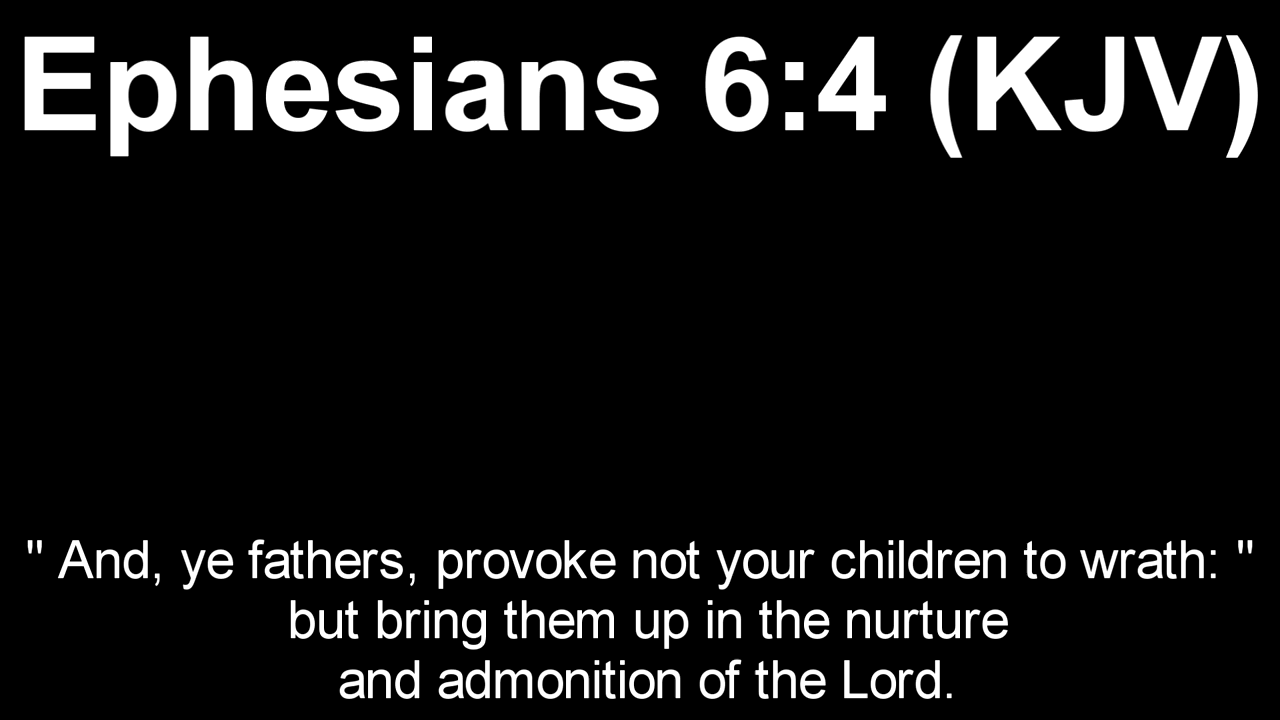 Ephesians 6:4 (KJV)
" And, ye fathers, provoke not your children to wrath: "
but bring them up in the nurture
and admonition of the Lord.